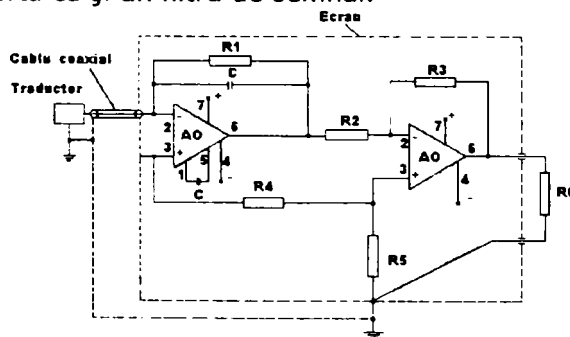 Ecran
R1
Cablu coaxial
C
R3
Traductor
7 +
2 -
AO
6
R2
7 +
2 -
AO
6
3 +
5
4
1
-
C
R4
3 +
4
-
R5